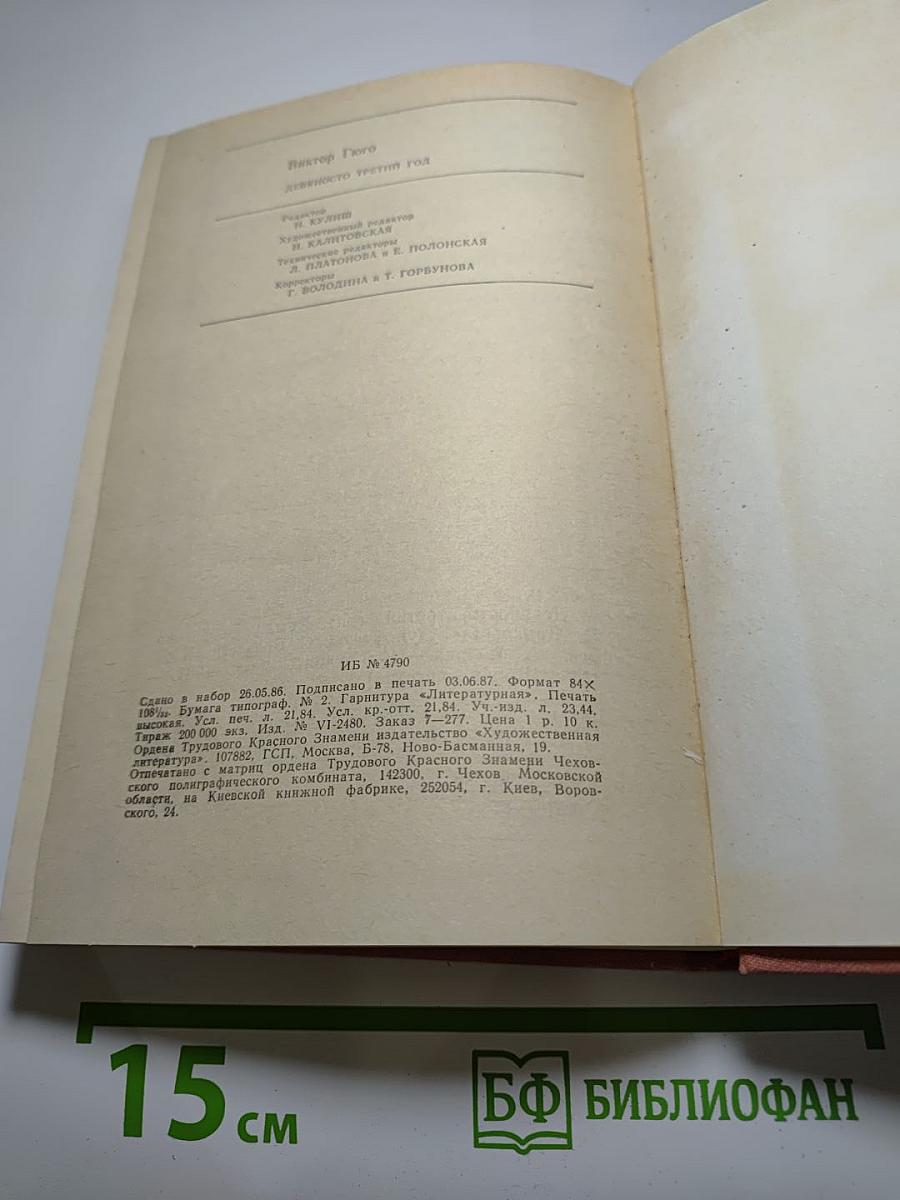 Виктор Гюго
ДЕВЯНОСТО ТРЕТИЙ ГОД
Редактор
Н. КУЛИШ
Художественный редактор
Н. КАЛИТОВСКАЯ
Технические редакторы
Л. ПЛАТОНОВА и Е. ПОЛОНСКАЯ
Корректоры
Г. ВОЛОДИНА и Т. ГОРБУНОВА
ИБ № 4790
Сдано в набор 26.05.86. Подписано в печать 03.06.87. Формат 84×
108¹/₃₂. Бумага типограф. № 2. Гарнитура «Литературная». Печать
высокая. Усл. печ. л. 21,84. Усл. кр.-отт. 21,84. Уч.-изд. л. 23,44.
Тираж 200 000 экз. Изд. № VI-2480. Заказ 7—277. Цена 1 р. 10 к.
Ордена Трудового Красного Знамени издательство «Художественная
литература». 107882, ГСП, Москва, Б-78, Ново-Басманная, 19.
Отпечатано с матриц ордена Трудового Красного Знамени Чехов-
ского полиграфического комбината, 142300, г. Чехов Московской
области, на Киевской книжной фабрике, 252054, г. Киев, Воров-
ского, 24.
15 см
БФ БИБЛИОФАН